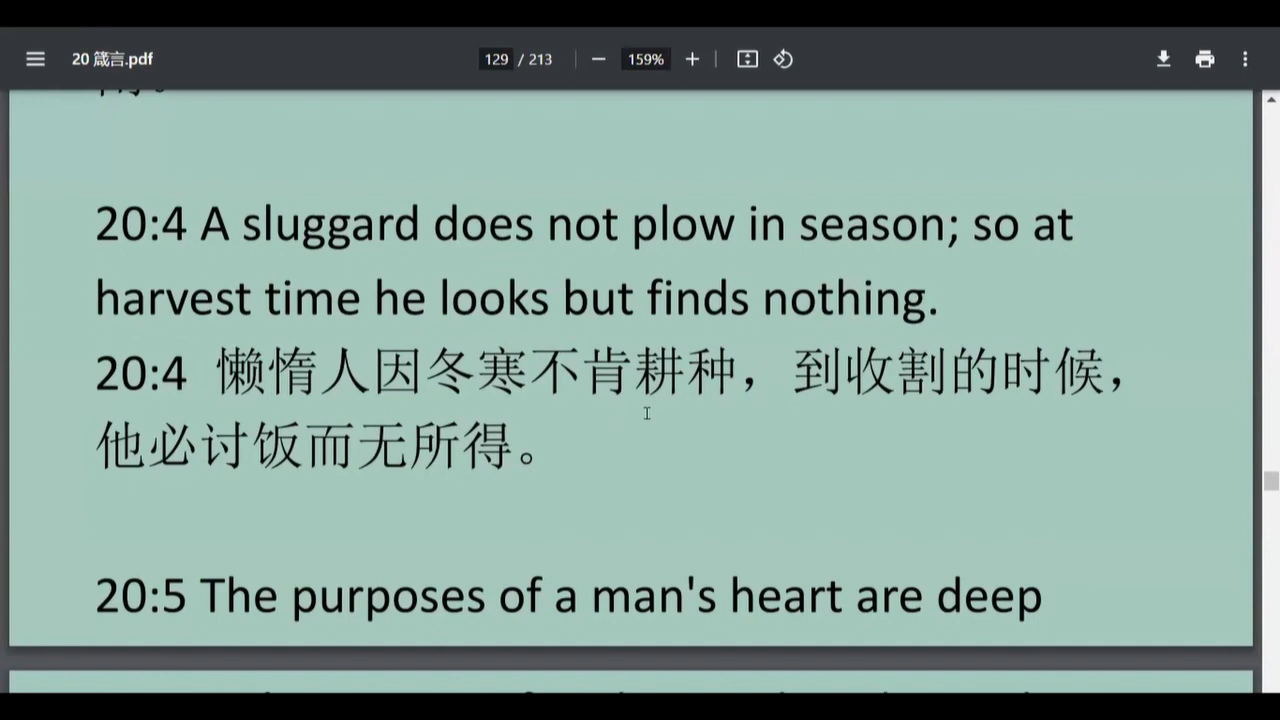 20 箴言.pdf
129 / 213
159%
20:4 A sluggard does not plow in season; so at
harvest time he looks but finds nothing.
20:4 懒惰人因冬寒不肯耕种，到收割的时候，
他必讨饭而无所得。
20:5 The purposes of a man's heart are deep